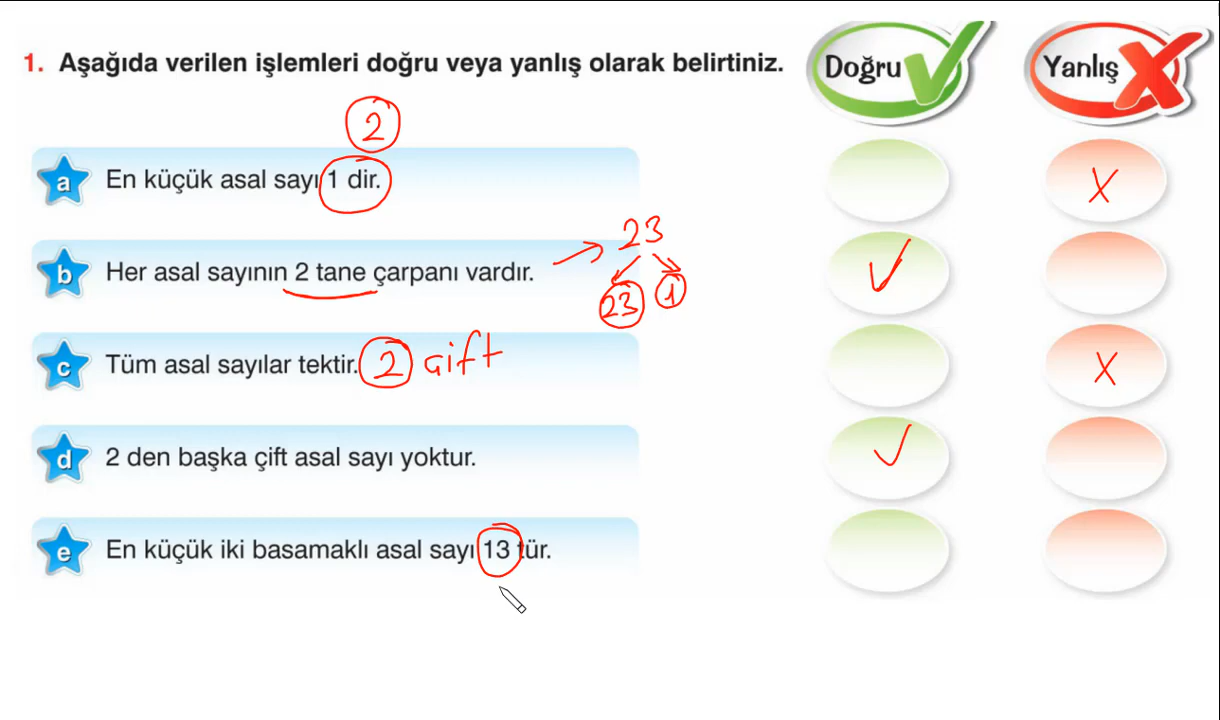 1. Aşağıda verilen işlemleri doğru veya yanlış olarak belirtiniz.
Doğru
Yanlış
2
a En küçük asal sayı 1 dir.
X
23
b Her asal sayının 2 tane çarpanı vardır.
23 1
c Tüm asal sayılar tektir. 2 çift
X
d 2 den başka çift asal sayı yoktur.
e En küçük iki basamaklı asal sayı 13 tür.